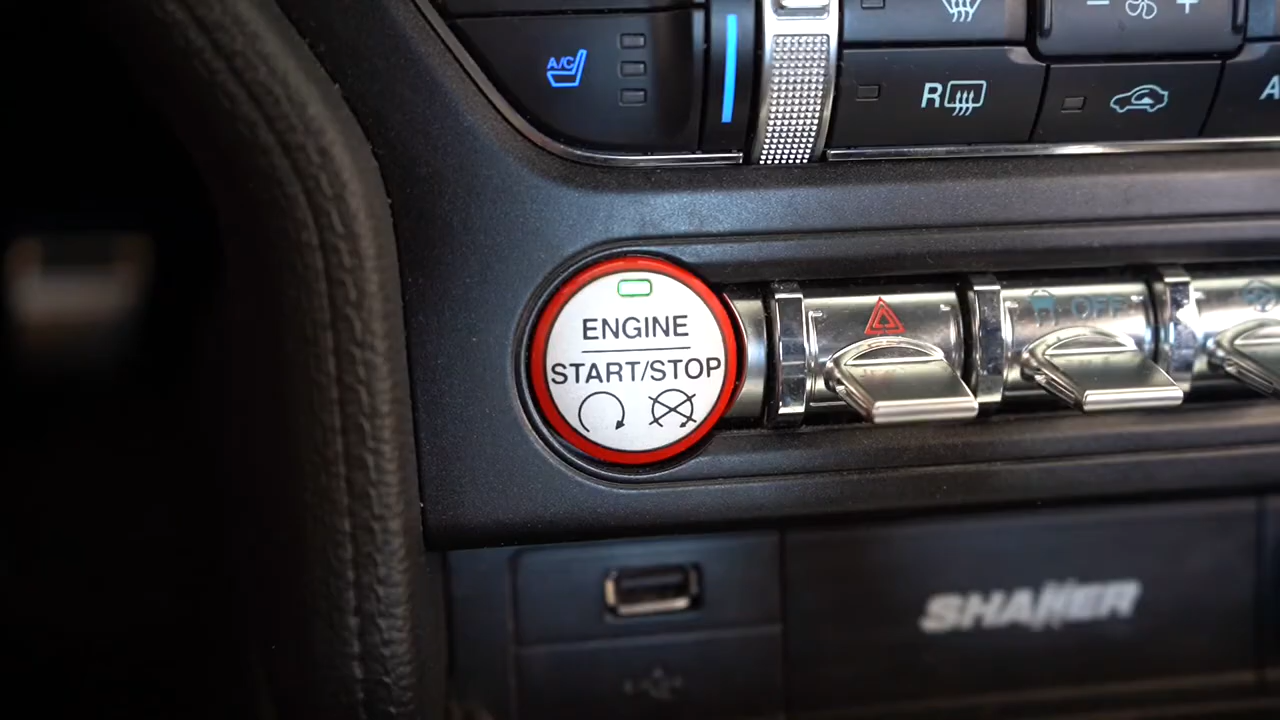 A/C
R
A
ENGINE
START/STOP
OFF
SHAKER